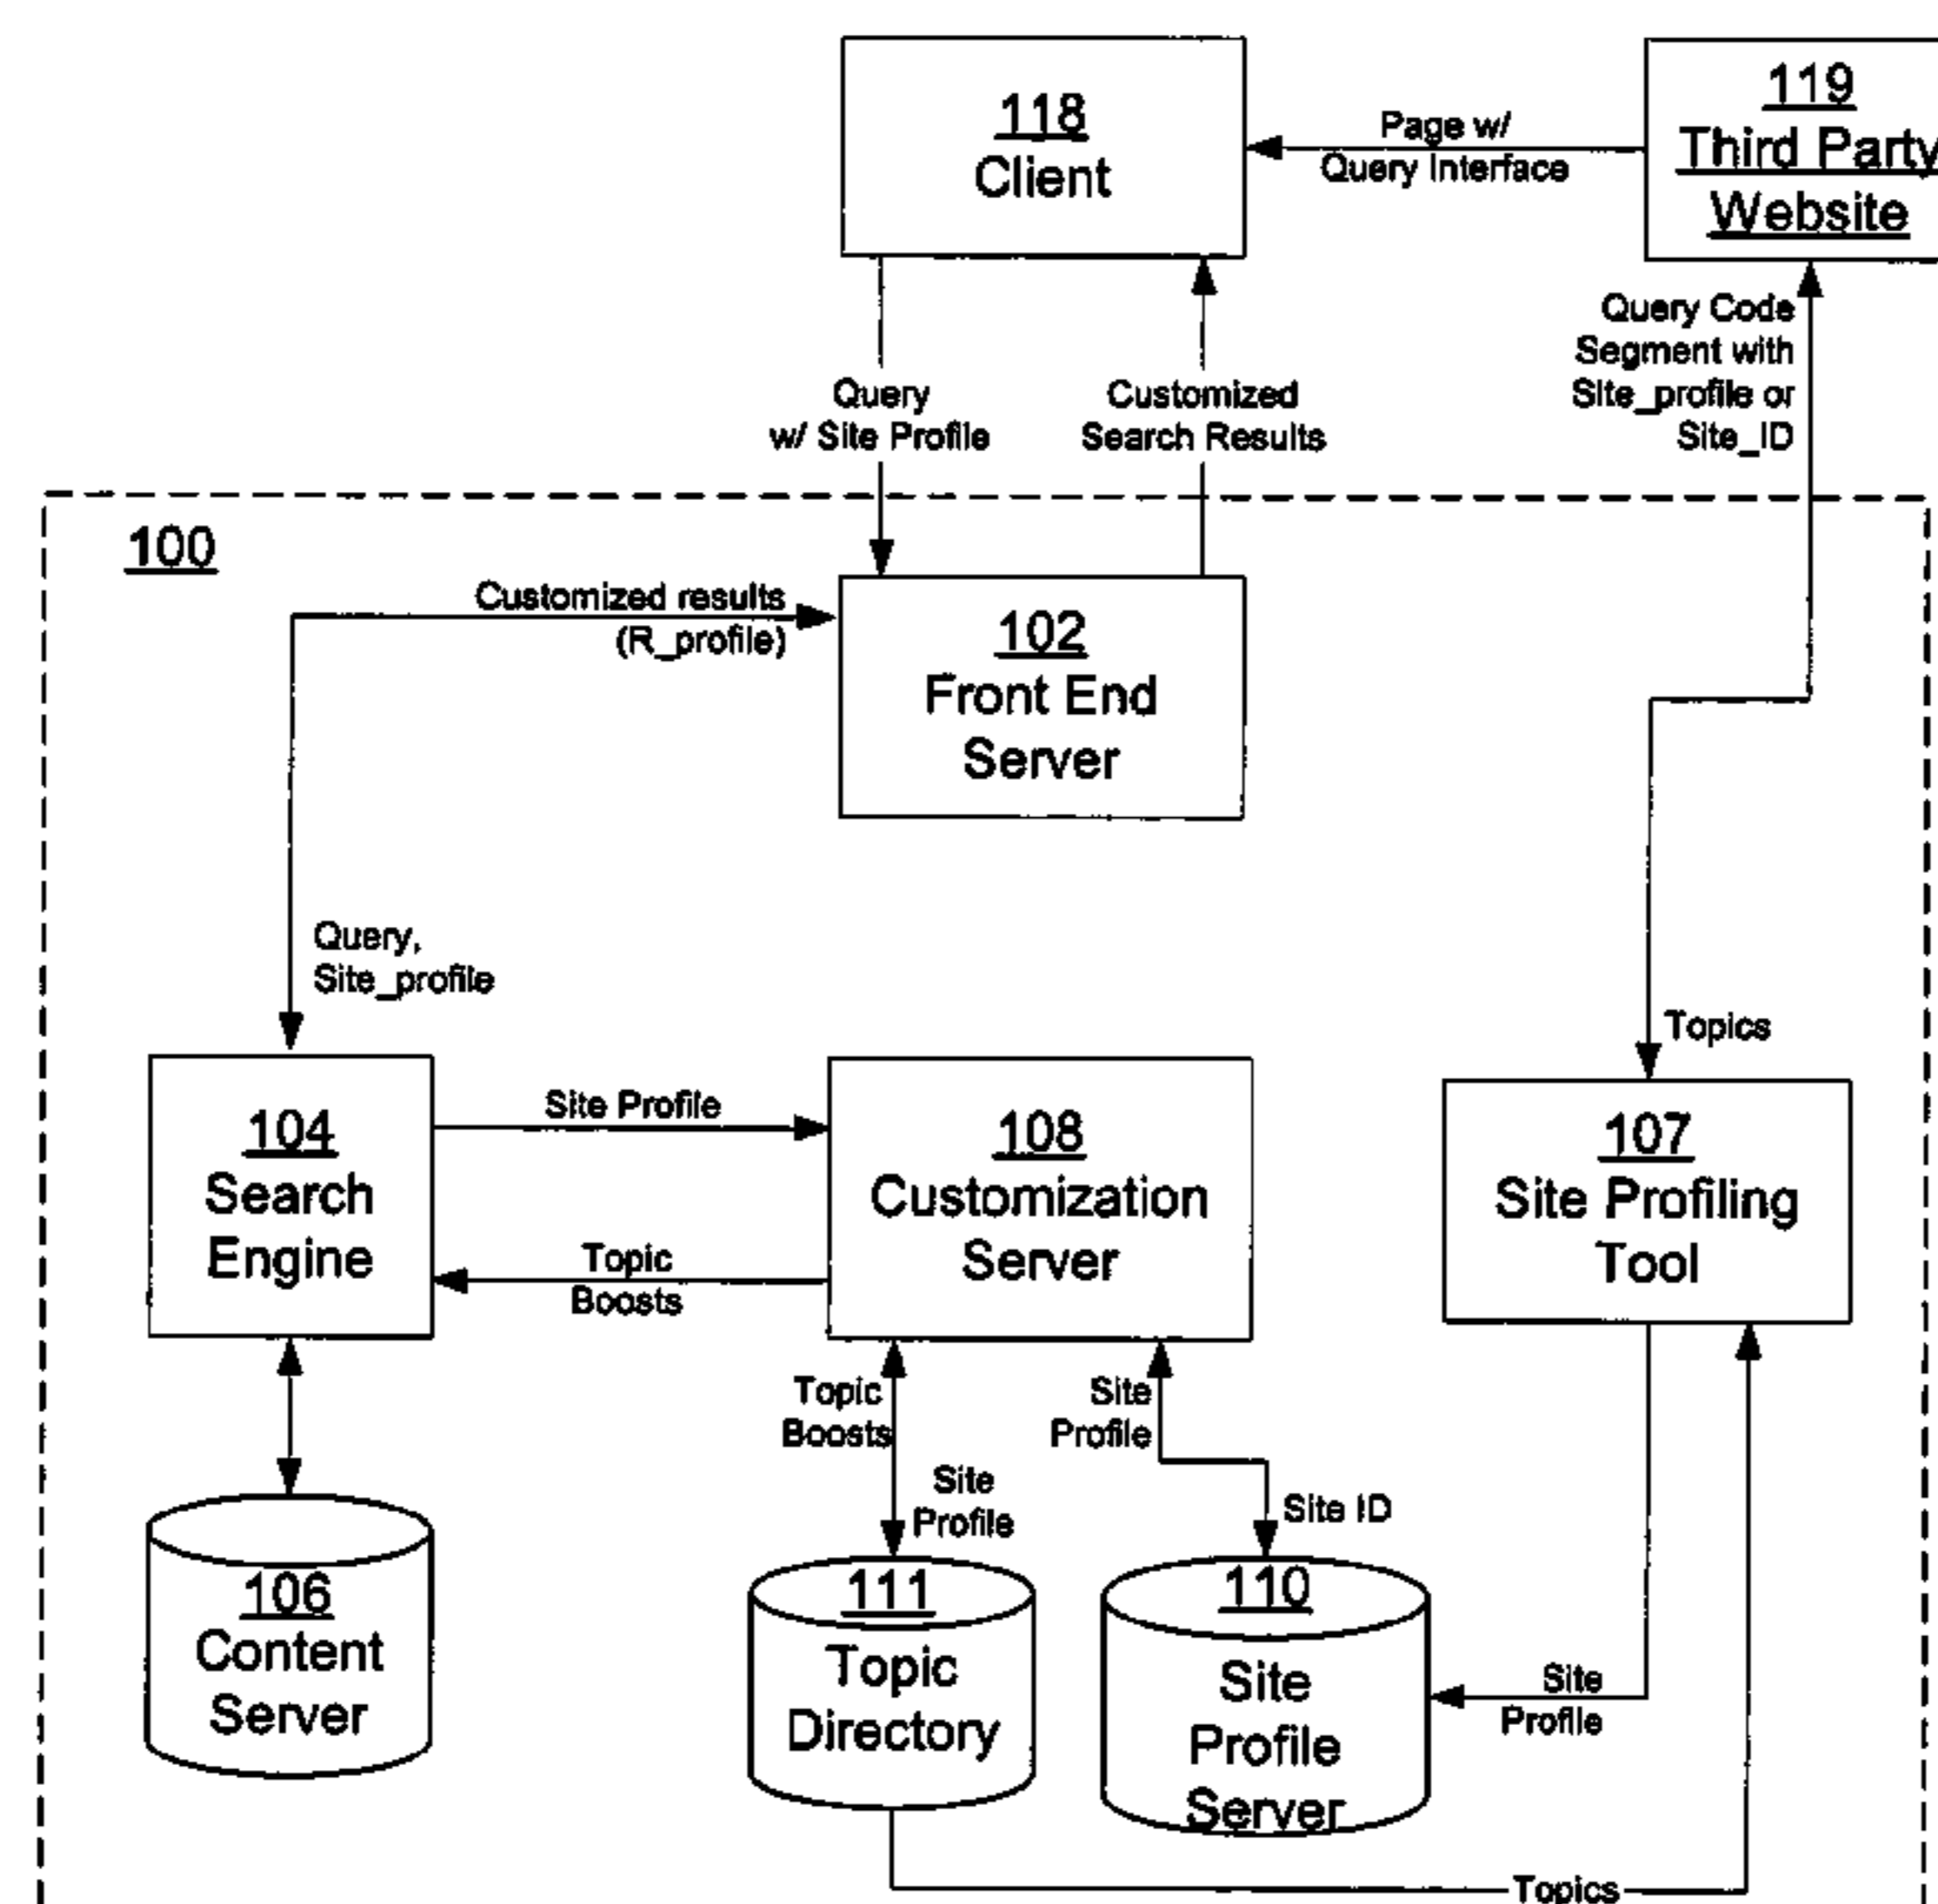 118
Client
Page w/
Query Interface
119
Third Party
Website
Query
w/ Site Profile
Customized
Search Results
Query Code
Segment with
Site_profile or
Site_ID
100
Customized results
(R_profile)
102
Front End
Server
Query,
Site_profile
Topics
104
Search
Engine
Site Profile
108
Customization
Server
107
Site Profiling
Tool
Topic
Boosts
Topic
Boosts
Site
Profile
Site
Profile
Site ID
106
Content
Server
111
Topic
Directory
110
Site
Profile
Server
Site
Profile
Topics